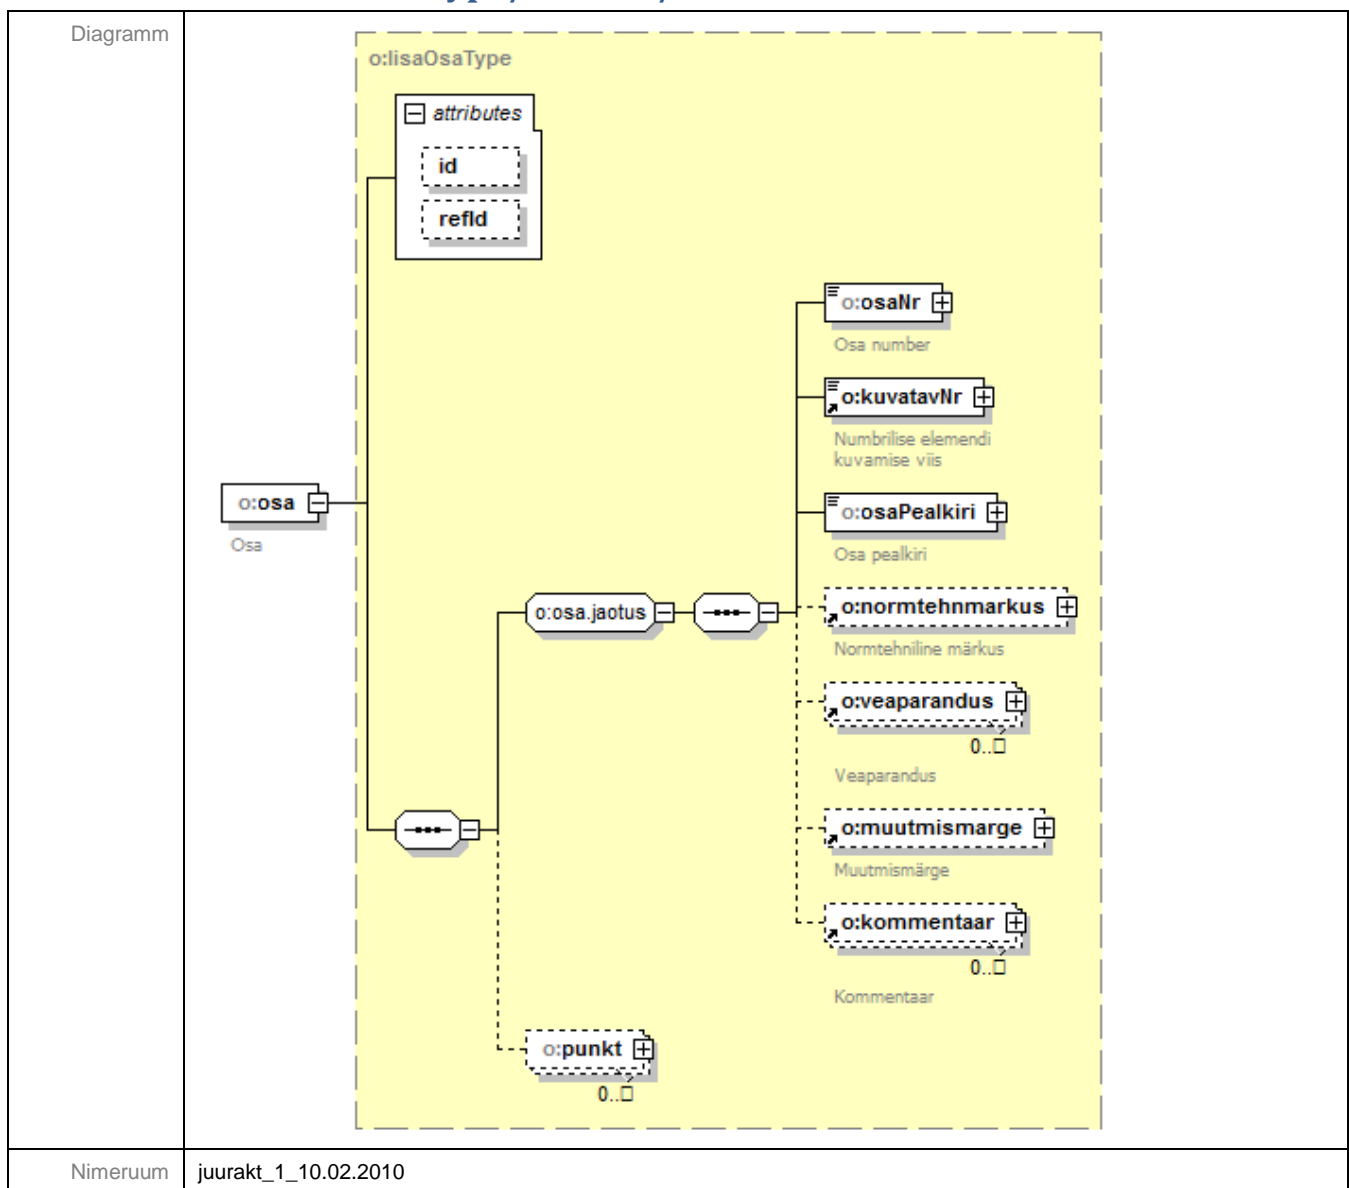 Diagramm
o:lisaOsaType
attributes
id
refId
o:osaNr
Osa number
o:kuvatavNr
Numbrilise elemendi
kuvamise viis
o:osaPealkiri
Osa pealkiri
o:osa
Osa
o:osa.jaotus
o:normtehnmarkus
Normtehniline märkus
o:veaparandus
0..□
Veaparandus
o:muutmismarge
Muutmismärge
o:kommentaar
0..□
Kommentaar
o:punkt
0..□
Nimeruum
juurakt_1_10.02.2010